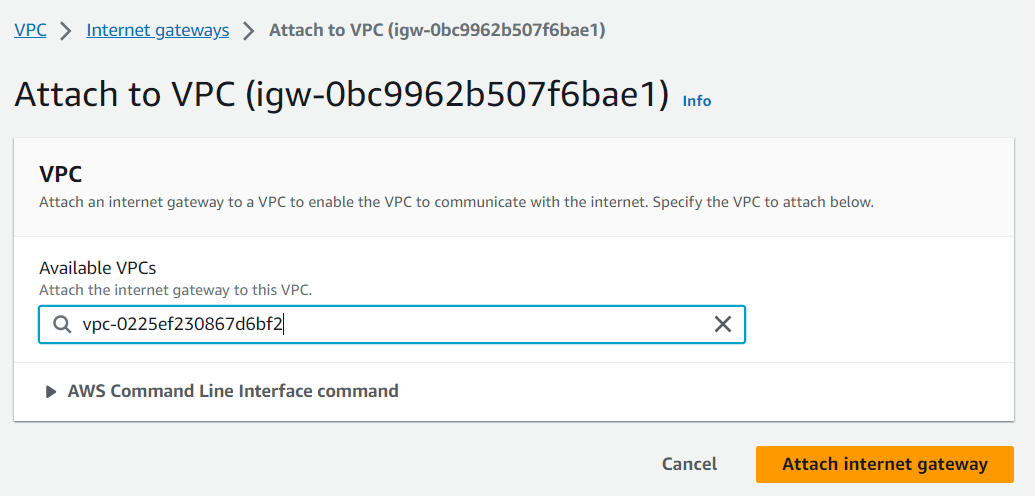 VPC > Internet gateways > Attach to VPC (igw-0bc9962b507f6bae1)
Attach to VPC (igw-0bc9962b507f6bae1) Info
VPC
Attach an internet gateway to a VPC to enable the VPC to communicate with the internet. Specify the VPC to attach below.
Available VPCs
Attach the internet gateway to this VPC.
vpc-0225ef230867d6bf2
AWS Command Line Interface command
Cancel Attach internet gateway